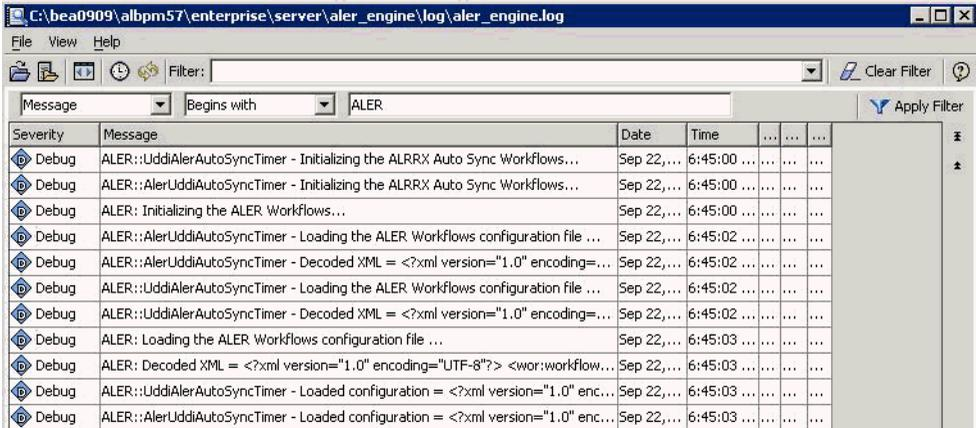 C:\bea0909\albpm57\enterprise\server\aler_engine\log\aler_engine.log
File View Help
Filter: Clear Filter
Message Begins with ALER Apply Filter
Severity Message Date Time ... ... ...
Debug ALER::UddiAlerAutoSyncTimer - Initializing the ALRRX Auto Sync Workflows... Sep 22,... 6:45:00 ... ... ... ...
Debug ALER::AlerUddiAutoSyncTimer - Initializing the ALRRX Auto Sync Workflows... Sep 22,... 6:45:00 ... ... ... ...
Debug ALER: Initializing the ALER Workflows... Sep 22,... 6:45:00 ... ... ... ...
Debug ALER::AlerUddiAutoSyncTimer - Loading the ALER Workflows configuration file ... Sep 22,... 6:45:02 ... ... ... ...
Debug ALER::AlerUddiAutoSyncTimer - Decoded XML = <?xml version="1.0" encoding=... Sep 22,... 6:45:02 ... ... ... ...
Debug ALER::UddiAlerAutoSyncTimer - Loading the ALER Workflows configuration file ... Sep 22,... 6:45:02 ... ... ... ...
Debug ALER::UddiAlerAutoSyncTimer - Decoded XML = <?xml version="1.0" encoding=... Sep 22,... 6:45:02 ... ... ... ...
Debug ALER: Loading the ALER Workflows configuration file ... Sep 22,... 6:45:03 ... ... ... ...
Debug ALER: Decoded XML = <?xml version="1.0" encoding="UTF-8"?> <wor:workflow... Sep 22,... 6:45:03 ... ... ... ...
Debug ALER::UddiAlerAutoSyncTimer - Loaded configuration = <?xml version="1.0" enc... Sep 22,... 6:45:03 ... ... ... ...
Debug ALER::AlerUddiAutoSyncTimer - Loaded configuration = <?xml version="1.0" enc... Sep 22,... 6:45:03 ... ... ... ...